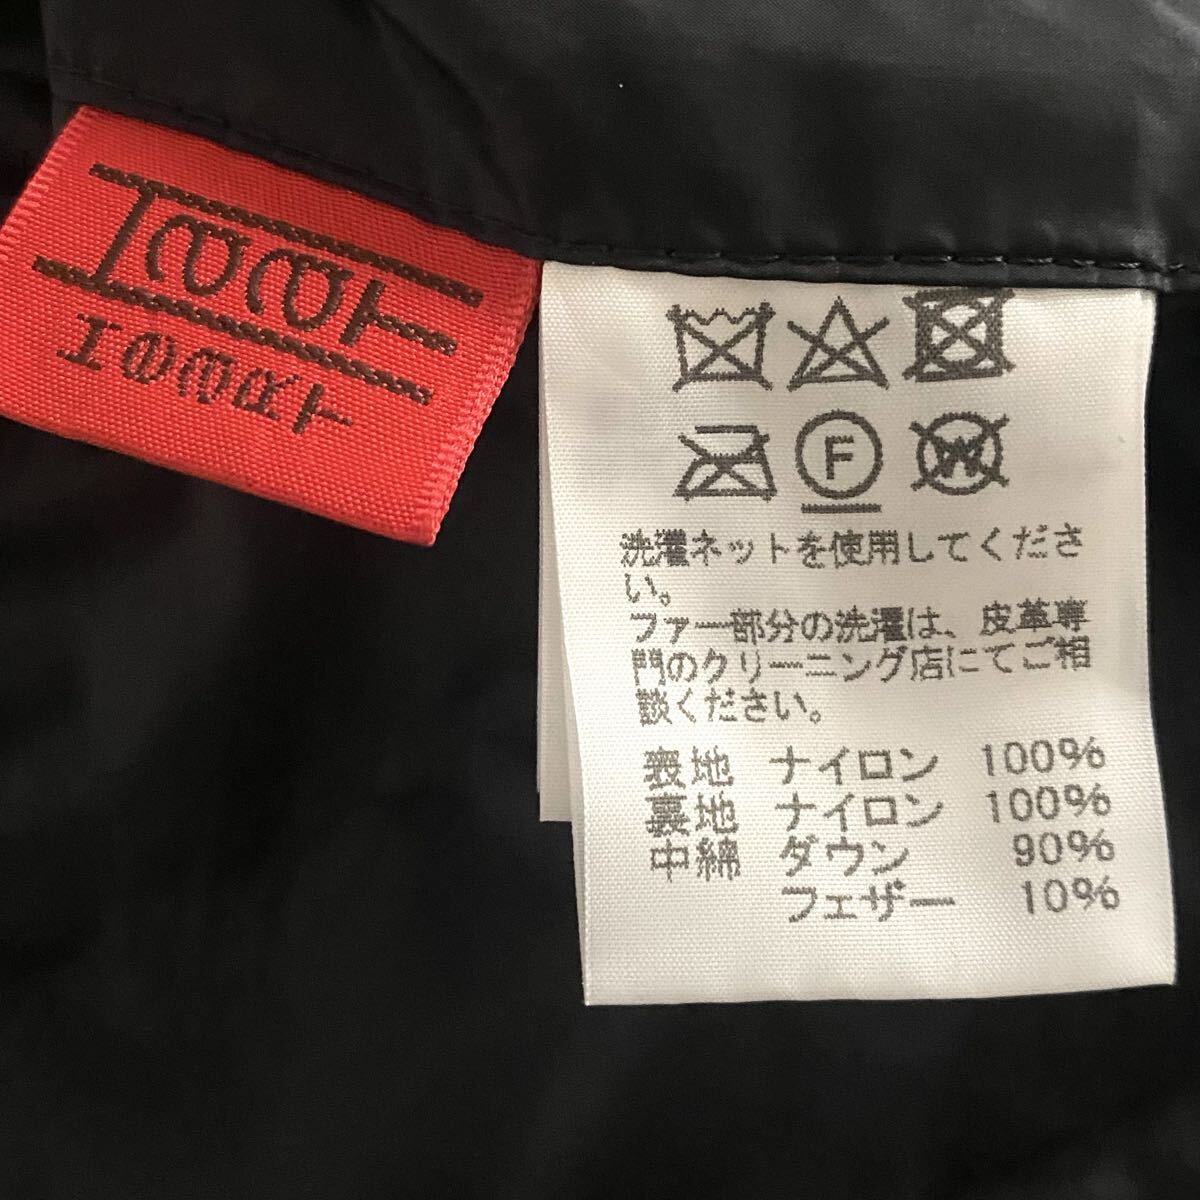 F
W
洗濯ネットを使用してくださ
い。
ファー部分の洗濯は、皮革専
門のクリーニング店にてご相
談ください。
表地 ナイロン 100%
裏地 ナイロン 100%
中綿 ダウン 90%
フェザー 10%